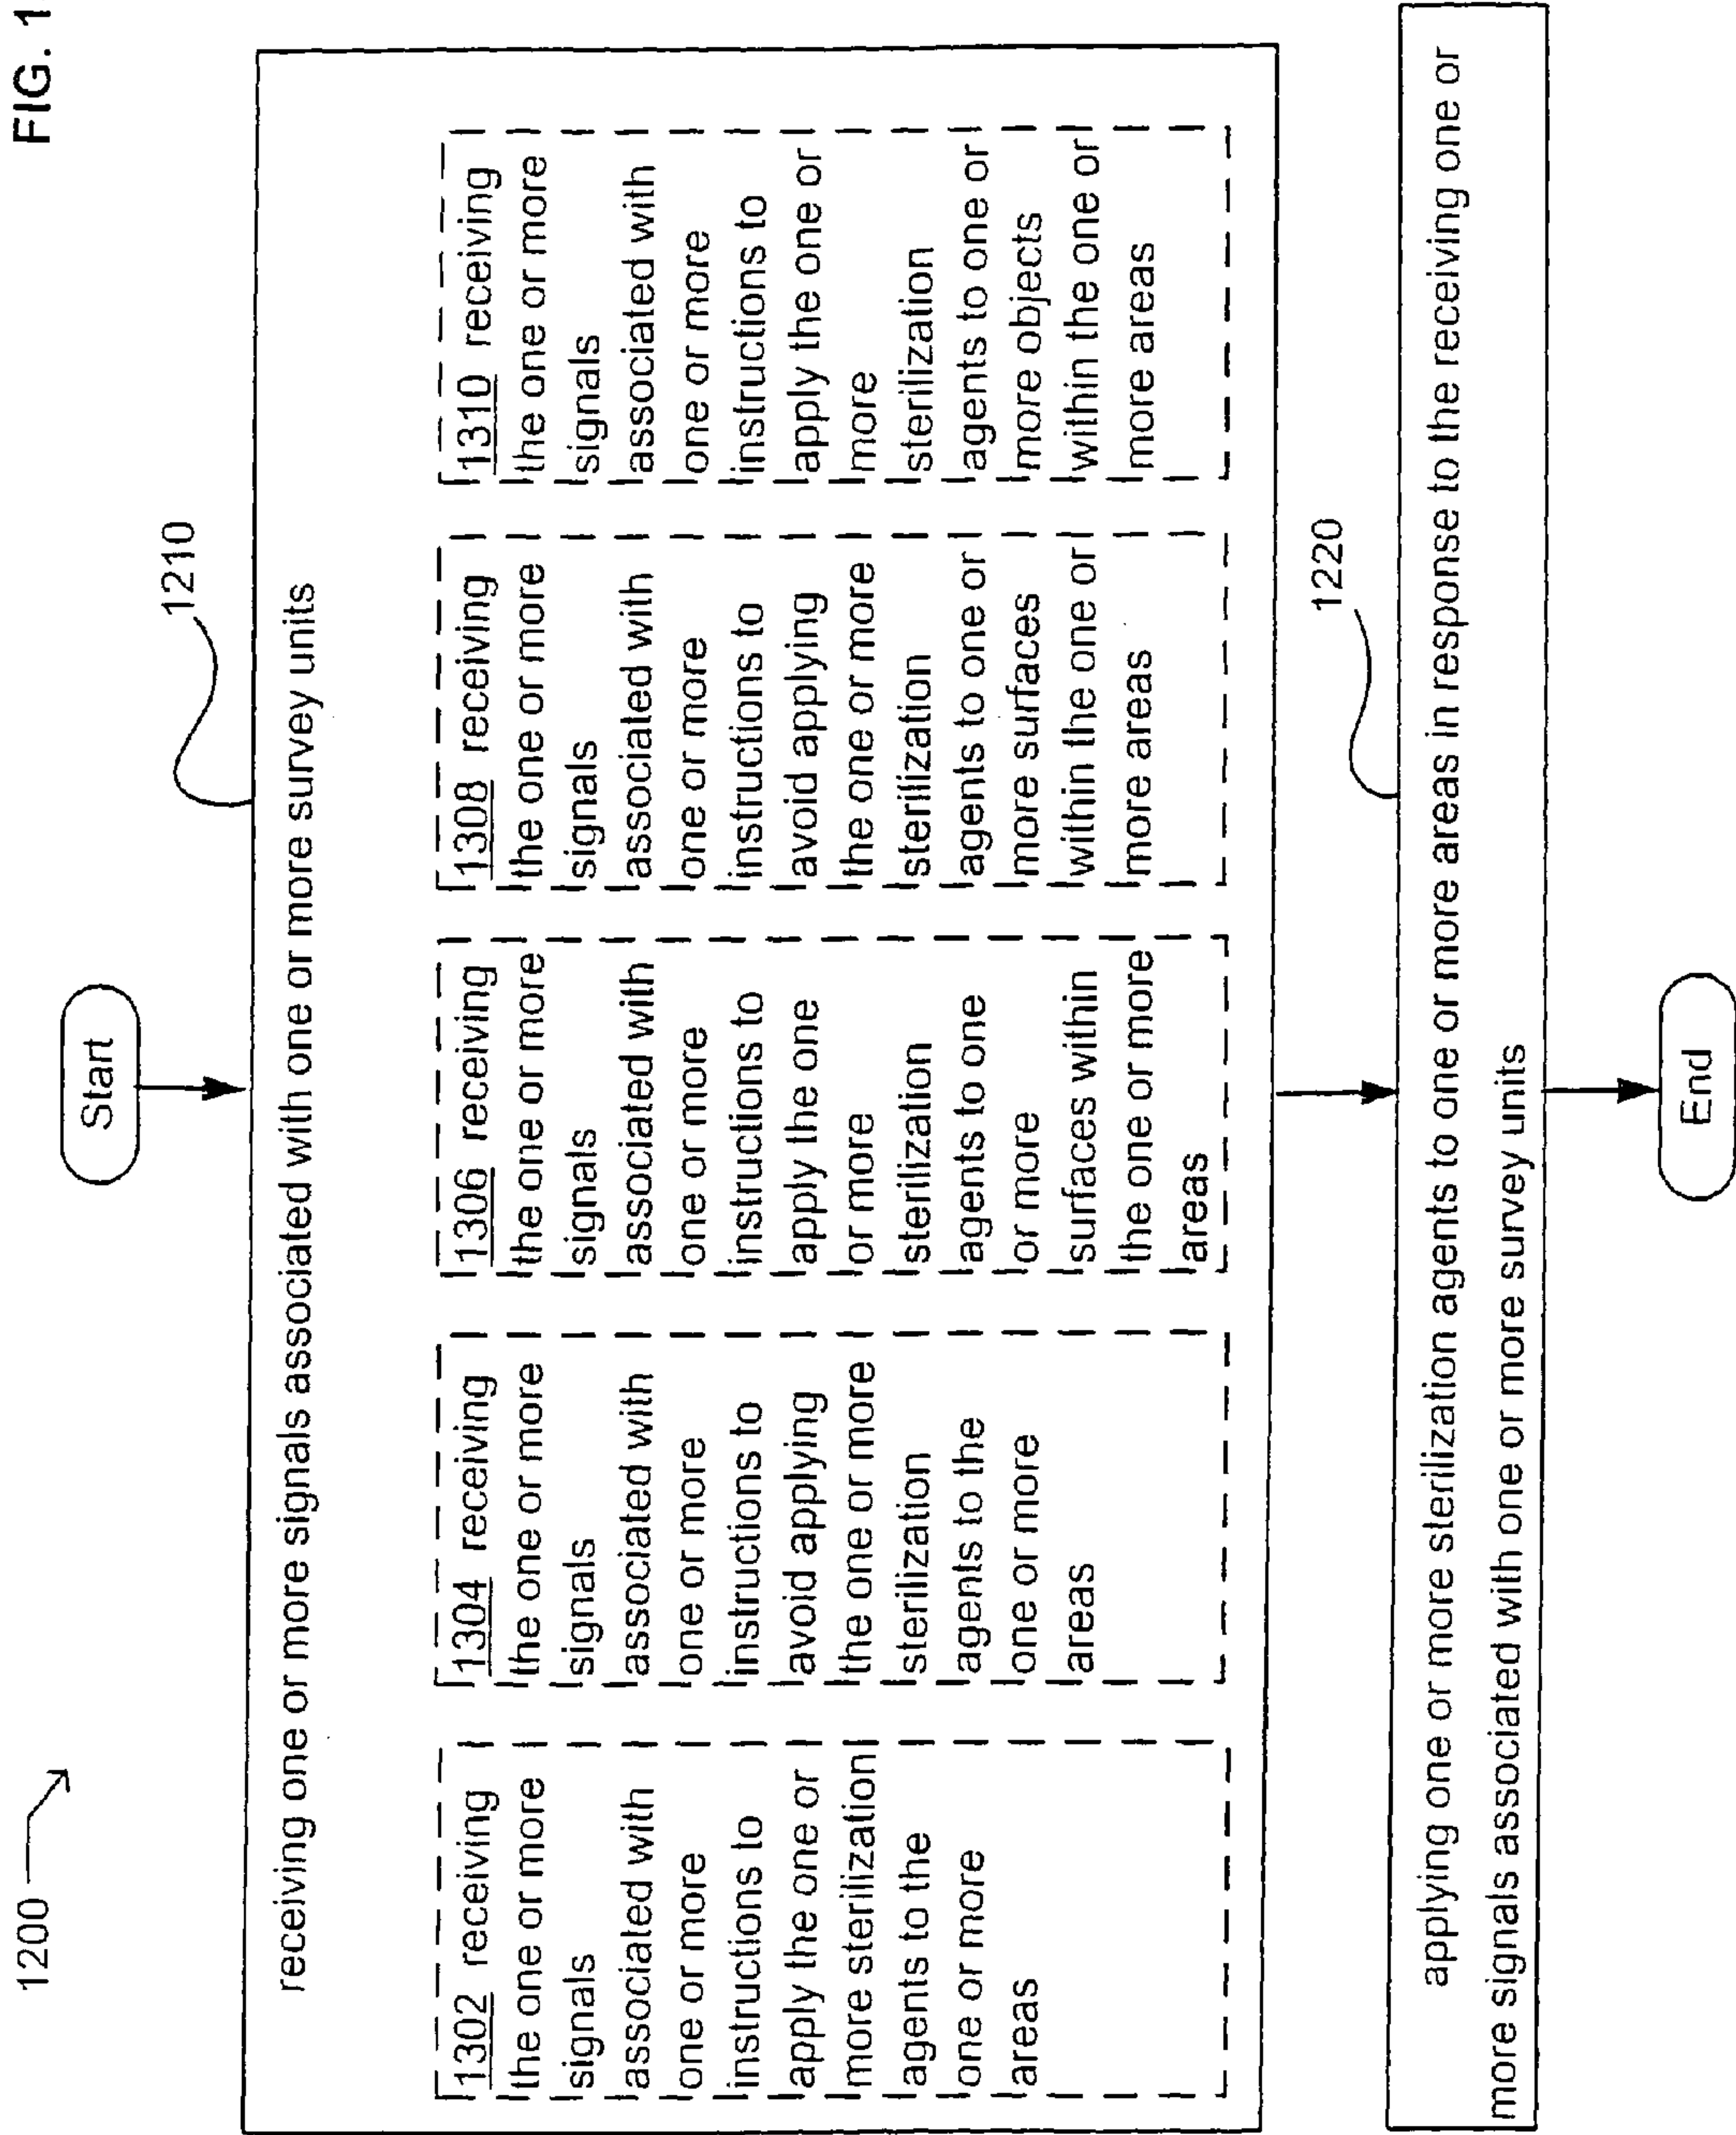 FIG. 1
1200
Start
1210
receiving one or more signals associated with one or more survey units
1302 receiving
the one or more
signals
associated with
one or more
instructions to
apply the one or
more sterilization
agents to the
one or more
areas
1304 receiving
the one or more
signals
associated with
one or more
instructions to
avoid applying
the one or more
sterilization
agents to the
one or more
areas
1306 receiving
the one or more
signals
associated with
one or more
instructions to
apply the one
or more
sterilization
agents to one
or more
surfaces within
the one or more
areas
1308 receiving
the one or more
signals
associated with
one or more
instructions to
avoid applying
the one or more
sterilization
agents to one or
more surfaces
within the one or
more areas
1310 receiving
the one or more
signals
associated with
one or more
instructions to
apply the one or
more
sterilization
agents to one or
more objects
within the one or
more areas
1220
applying one or more sterilization agents to one or more areas in response to the receiving one or
more signals associated with one or more survey units
End